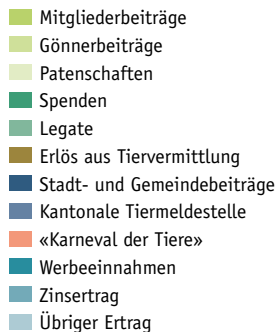 Mitgliederbeiträge
Gönnerbeiträge
Patenschaften
Spenden
Legate
Erlös aus Tiervermittlung
Stadt- und Gemeindebeiträge
Kantonale Tiermeldestelle
«Karneval der Tiere»
Werbeeinnahmen
Zinsertrag
Übriger Ertrag